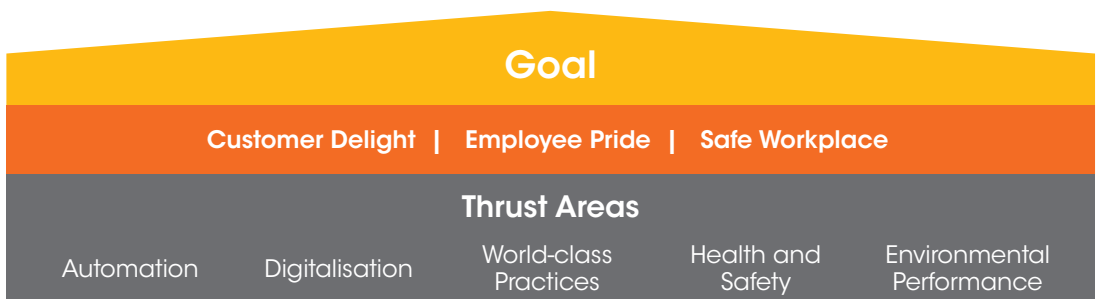 Goal
Customer Delight | Employee Pride | Safe Workplace
Thrust Areas
Automation
Digitalisation
World-class
Practices
Health and
Safety
Environmental
Performance